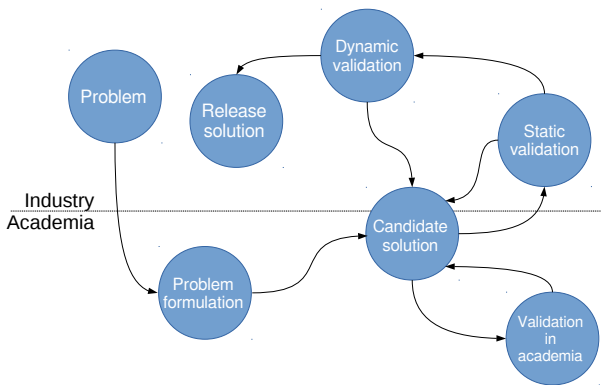 Dynamic
validation
Problem
Release
solution
Static
validation
Industry
Academia
Candidate
solution
Problem
formulation
Validation
in
academia